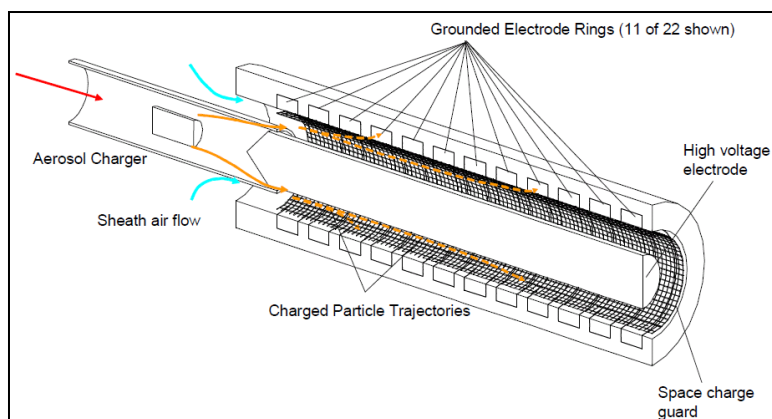 Grounded Electrode Rings (11 of 22 shown)
Aerosol Charger
High voltage
electrode
Sheath air flow
Charged Particle Trajectories
Space charge
guard